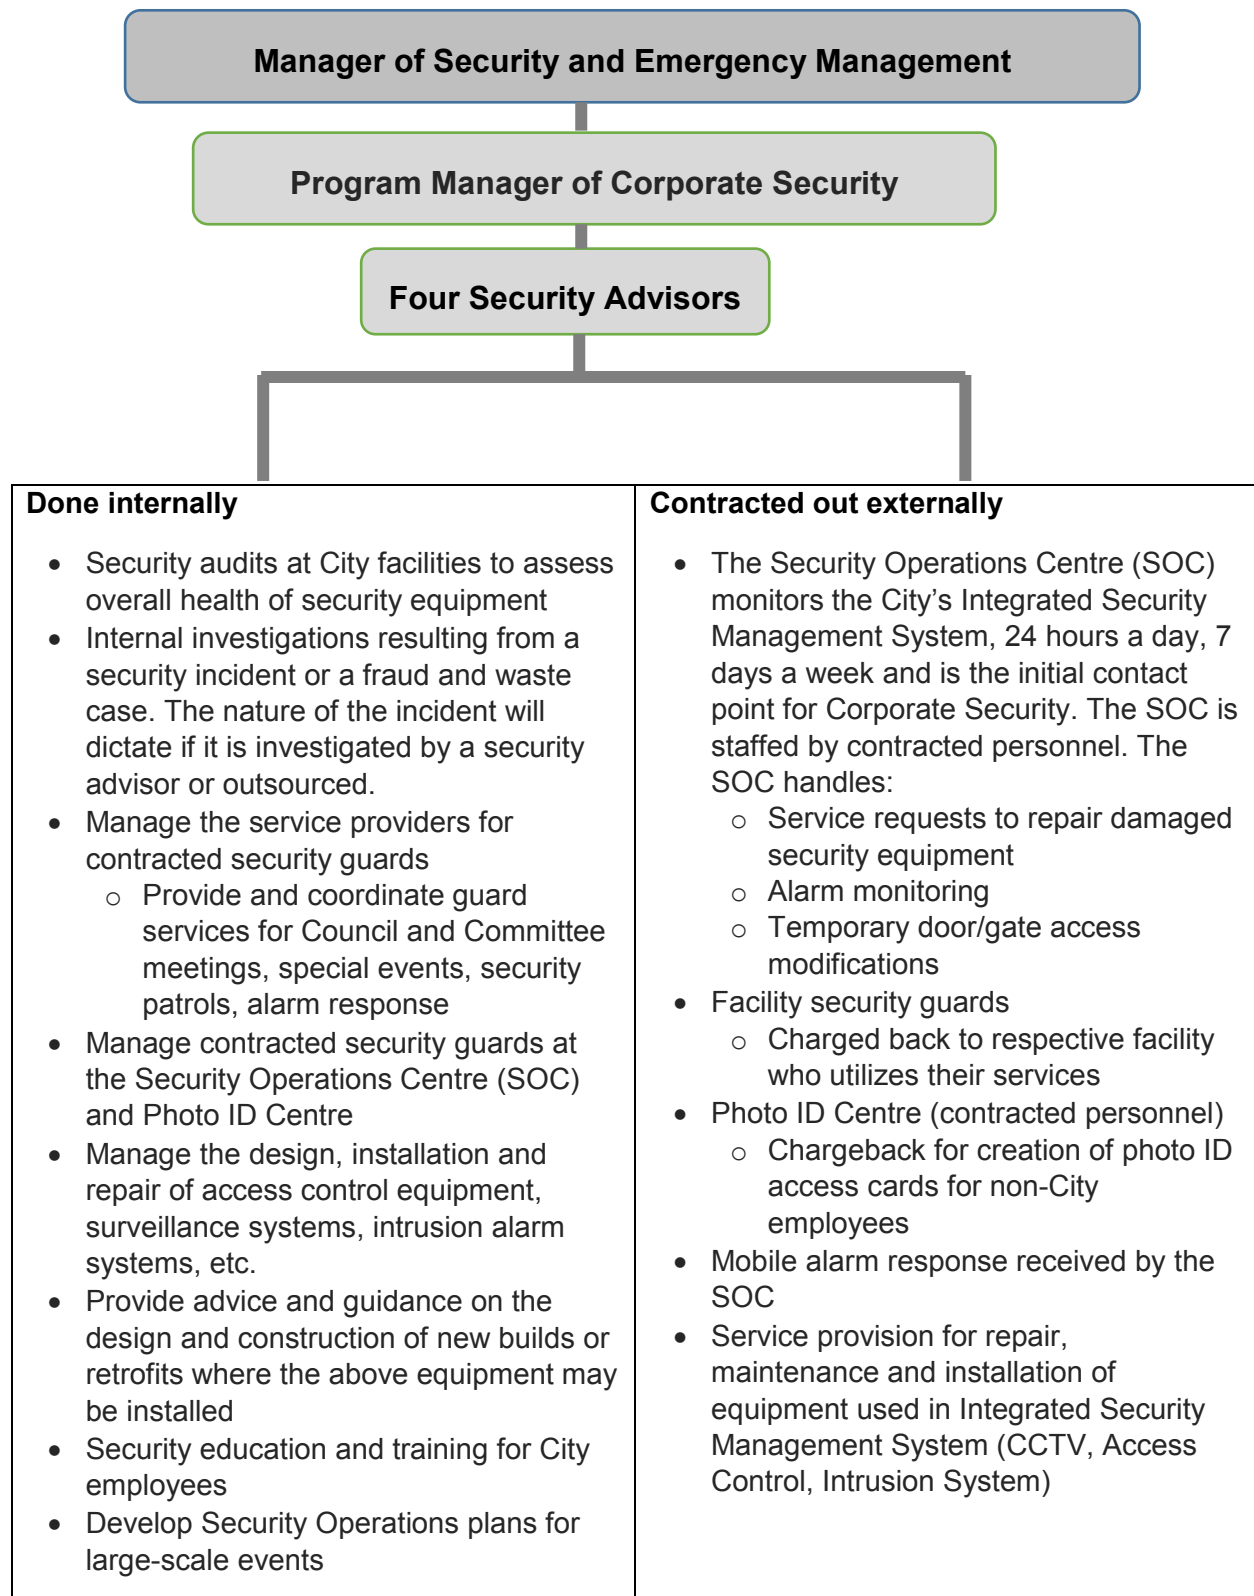 Manager of Security and Emergency Management
Program Manager of Corporate Security
Four Security Advisors
Done internally
• Security audits at City facilities to assess
overall health of security equipment
• Internal investigations resulting from a
security incident or a fraud and waste
case. The nature of the incident will
dictate if it is investigated by a security
advisor or outsourced.
• Manage the service providers for
contracted security guards
o Provide and coordinate guard
services for Council and Committee
meetings, special events, security
patrols, alarm response
• Manage contracted security guards at
the Security Operations Centre (SOC)
and Photo ID Centre
• Manage the design, installation and
repair of access control equipment,
surveillance systems, intrusion alarm
systems, etc.
• Provide advice and guidance on the
design and construction of new builds or
retrofits where the above equipment may
be installed
• Security education and training for City
employees
• Develop Security Operations plans for
large-scale events
Contracted out externally
• The Security Operations Centre (SOC)
monitors the City’s Integrated Security
Management System, 24 hours a day, 7
days a week and is the initial contact
point for Corporate Security. The SOC is
staffed by contracted personnel. The
SOC handles:
o Service requests to repair damaged
security equipment
o Alarm monitoring
o Temporary door/gate access
modifications
• Facility security guards
o Charged back to respective facility
who utilizes their services
• Photo ID Centre (contracted personnel)
o Chargeback for creation of photo ID
access cards for non-City
employees
• Mobile alarm response received by the
SOC
• Service provision for repair,
maintenance and installation of
equipment used in Integrated Security
Management System (CCTV, Access
Control, Intrusion System)